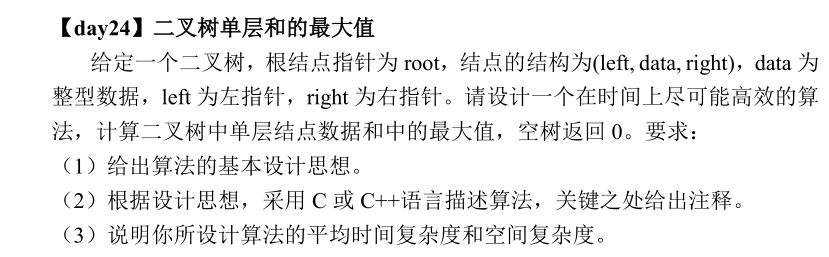 【day24】二叉树单层和的最大值
给定一个二叉树，根结点指针为 root，结点的结构为(left, data, right)，data 为
整型数据，left 为左指针，right 为右指针。请设计一个在时间上尽可能高效的算
法，计算二叉树中单层结点数据和中的最大值，空树返回 0。要求：
（1）给出算法的基本设计思想。
（2）根据设计思想，采用 C 或 C++语言描述算法，关键之处给出注释。
（3）说明你所设计算法的平均时间复杂度和空间复杂度。